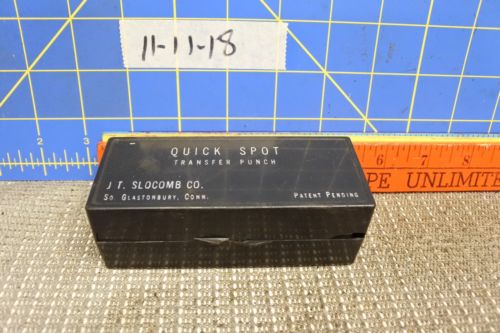 11-11-18
1 2 3
QUICK SPOT
TRANSFER PUNCH
J.T. SLOCOMB CO.
SO. GLASTONBURY, CONN.
PATENT PENDING
6 7 8
PE UNLIMITE